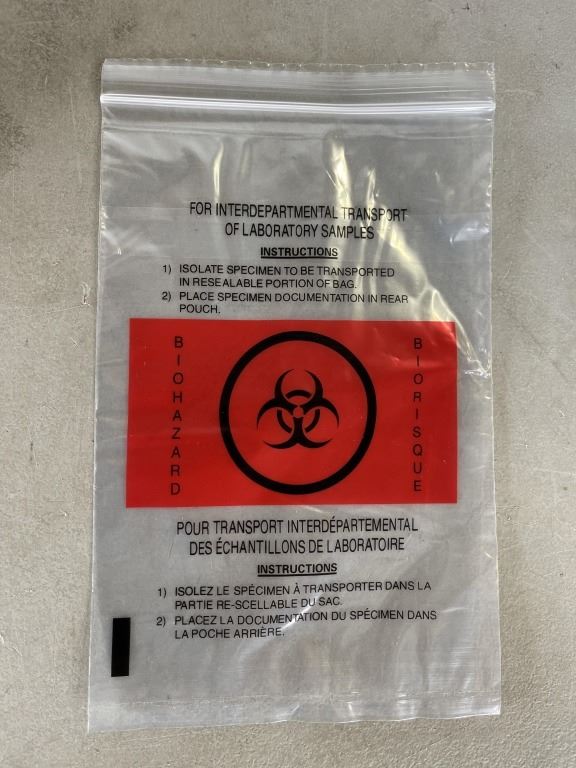 FOR INTERDEPARTMENTAL TRANSPORT
OF LABORATORY SAMPLES
INSTRUCTIONS
1) ISOLATE SPECIMEN TO BE TRANSPORTED
IN RESEALABLE PORTION OF BAG.
2) PLACE SPECIMEN DOCUMENTATION IN REAR
POUCH.
BIOHAZARD
BIORISQUE
POUR TRANSPORT INTERDÉPARTEMENTAL
DES ÉCHANTILLONS DE LABORATOIRE
INSTRUCTIONS
1) ISOLEZ LE SPÉCIMEN À TRANSPORTER DANS LA
PARTIE RE-SCELLABLE DU SAC.
2) PLACEZ LA DOCUMENTATION DU SPÉCIMEN DANS
LA POCHE ARRIÈRE.